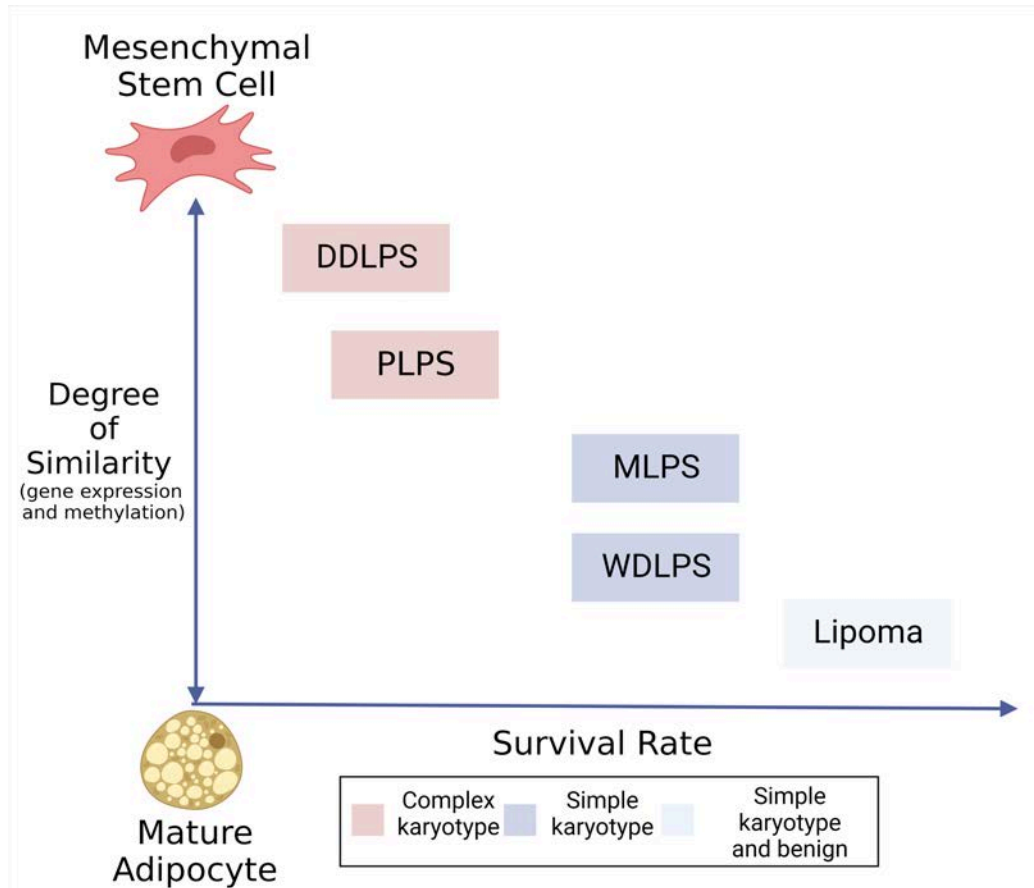 Mesenchymal
Stem Cell
DDLPS
PLPS
Degree
of
Similarity
(gene expression
and methylation)
MLPS
WDLPS
Lipoma
Survival Rate
Mature
Adipocyte
Complex
karyotype
Simple
karyotype
Simple
karyotype
and benign